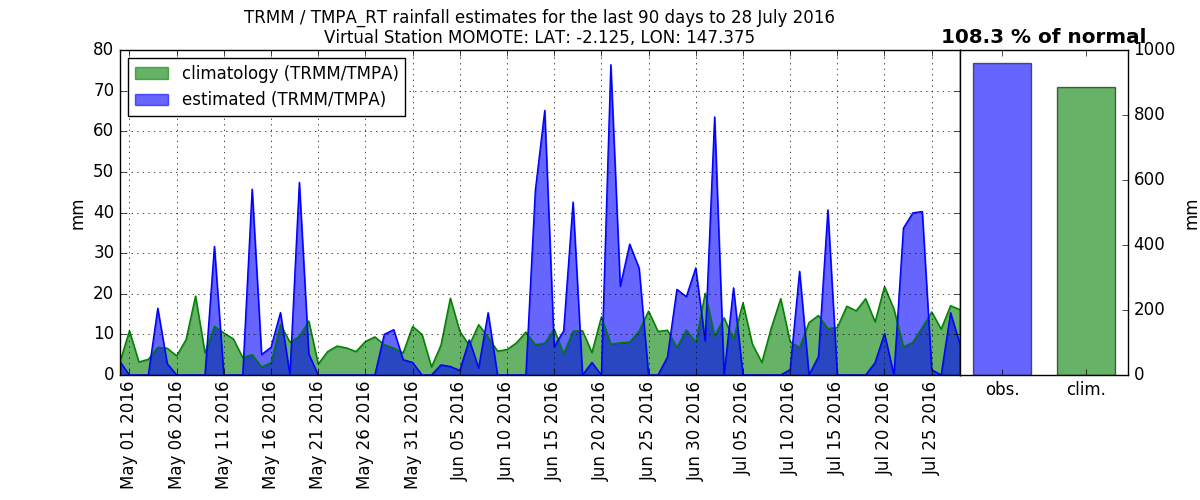 TRMM / TMPA_RT rainfall estimates for the last 90 days to 28 July 2016
Virtual Station MOMOTE: LAT: -2.125, LON: 147.375
108.3 % of normal
climatology (TRMM/TMPA)
estimated (TRMM/TMPA)
mm
80
70
60
50
40
30
20
10
0
May 01 2016
May 06 2016
May 11 2016
May 16 2016
May 21 2016
May 26 2016
May 31 2016
Jun 05 2016
Jun 10 2016
Jun 15 2016
Jun 20 2016
Jun 25 2016
Jun 30 2016
Jul 05 2016
Jul 10 2016
Jul 15 2016
Jul 20 2016
Jul 25 2016
obs.
clim.
1000
800
600
400
200
0
mm